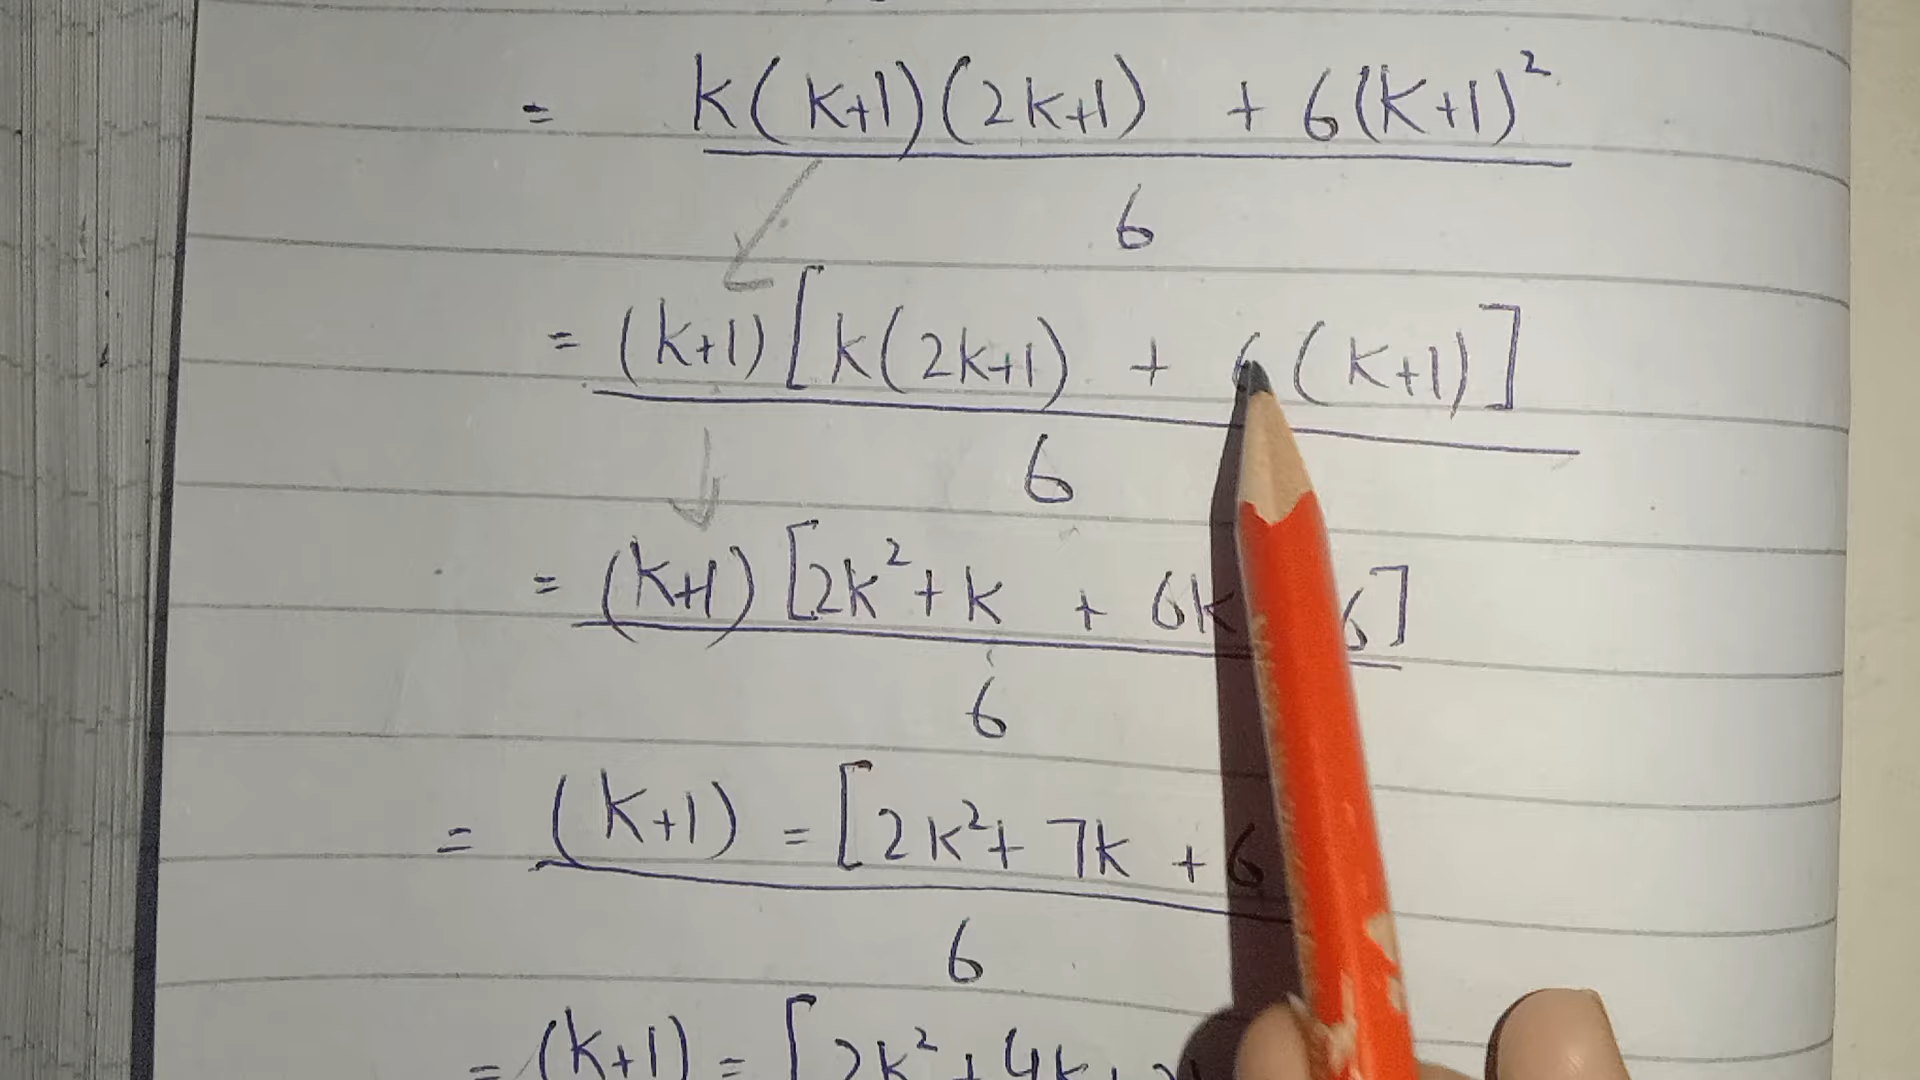 = k(k+1)(2k+1) + 6(k+1)²
6
= (k+1)[k(2k+1) + 6(k+1)]
6
= (k+1)[2k²+k + 6k 6]
6
= (k+1) = [2k²+ 7k + 6
6
= (k+1) = [2k² + 4k +